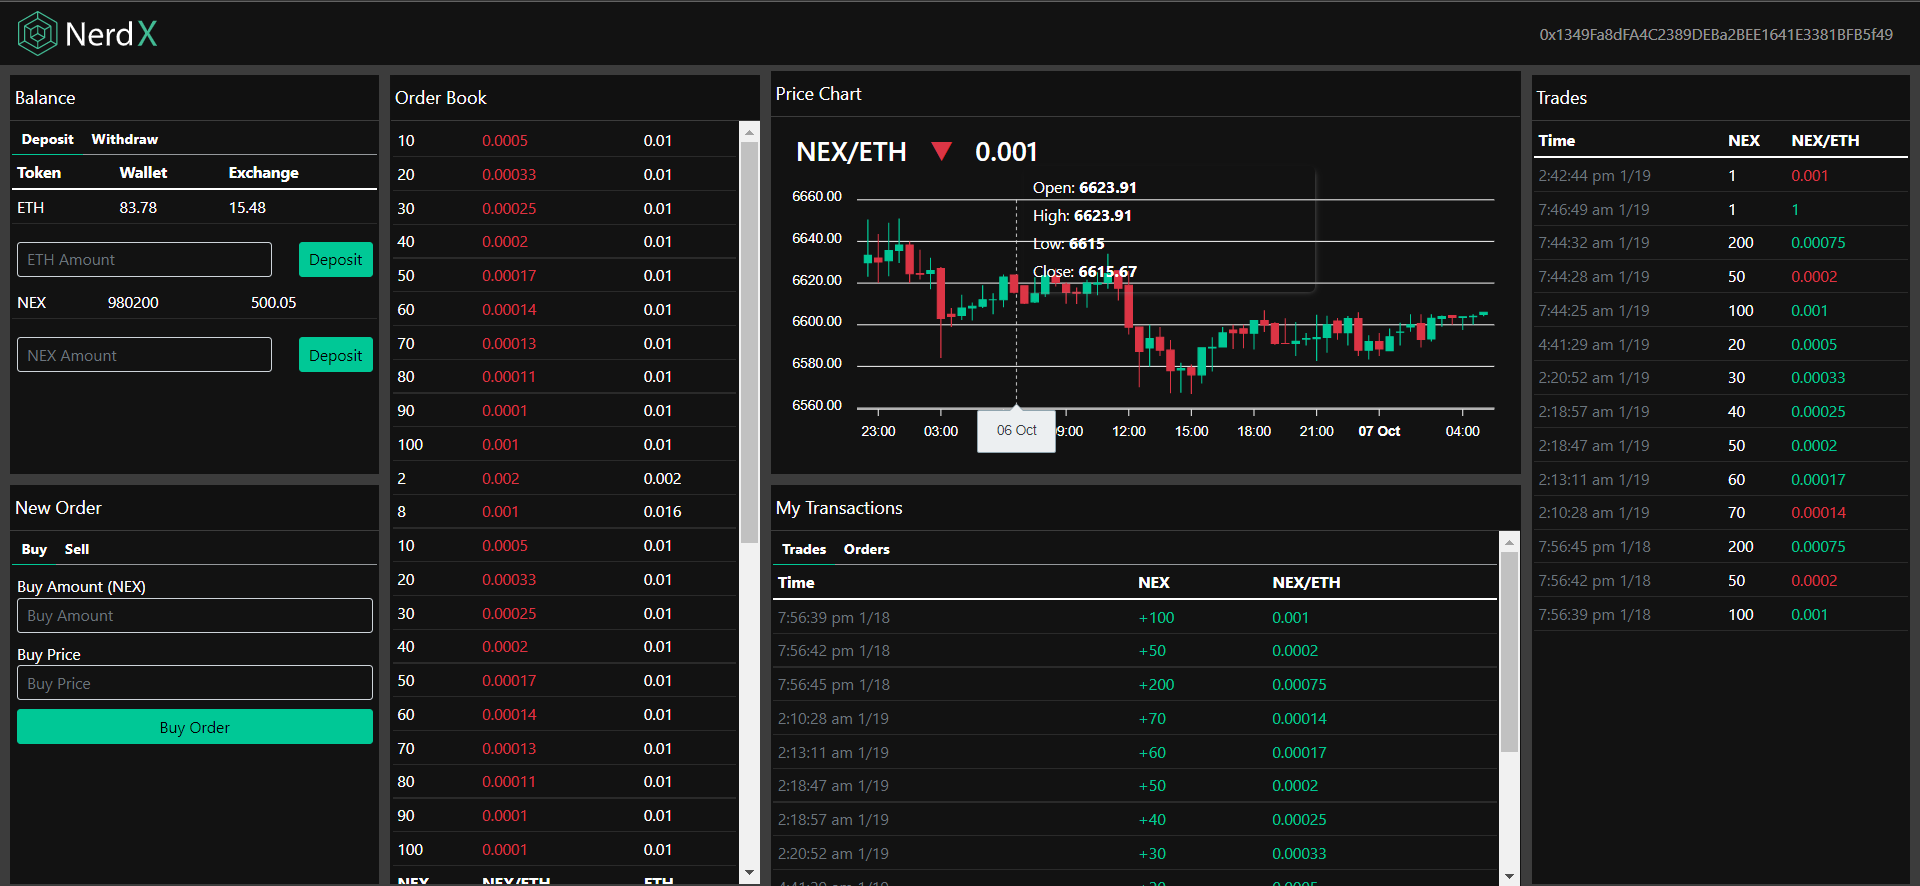 NerdX
0x1349Fa8dFA4C2389DEBa2BEE1641E3381BFB5f49
Balance
Deposit Withdraw
Token Wallet Exchange
ETH 83.78 15.48
ETH Amount Deposit
NEX 980200 500.05
NEX Amount Deposit
New Order
Buy Sell
Buy Amount (NEX)
Buy Amount
Buy Price
Buy Price
Buy Order
Order Book
10 0.0005 0.01
20 0.00033 0.01
30 0.00025 0.01
40 0.0002 0.01
50 0.00017 0.01
60 0.00014 0.01
70 0.00013 0.01
80 0.00011 0.01
90 0.0001 0.01
100 0.001 0.01
2 0.002 0.002
8 0.001 0.016
10 0.0005 0.01
20 0.00033 0.01
30 0.00025 0.01
40 0.0002 0.01
50 0.00017 0.01
60 0.00014 0.01
70 0.00013 0.01
80 0.00011 0.01
90 0.0001 0.01
100 0.0001 0.01
NEX NEX/ETH ETH
Price Chart
NEX/ETH ▼ 0.001
Open: 6623.91
High: 6623.91
Low: 6615
Close: 6615.67
6660.00
6640.00
6620.00
6600.00
6580.00
6560.00
23:00 03:00 06 Oct 9:00 12:00 15:00 18:00 21:00 07 Oct 04:00
My Transactions
Trades Orders
Time NEX NEX/ETH
7:56:39 pm 1/18 +100 0.001
7:56:42 pm 1/18 +50 0.0002
7:56:45 pm 1/18 +200 0.00075
2:10:28 am 1/19 +70 0.00014
2:13:11 am 1/19 +60 0.00017
2:18:47 am 1/19 +50 0.0002
2:18:57 am 1/19 +40 0.00025
2:20:52 am 1/19 +30 0.00033
Trades
Time NEX NEX/ETH
2:42:44 pm 1/19 1 0.001
7:46:49 am 1/19 1 1
7:44:32 am 1/19 200 0.00075
7:44:28 am 1/19 50 0.0002
7:44:25 am 1/19 100 0.001
4:41:29 am 1/19 20 0.0005
2:20:52 am 1/19 30 0.00033
2:18:57 am 1/19 40 0.00025
2:18:47 am 1/19 50 0.0002
2:13:11 am 1/19 60 0.00017
2:10:28 am 1/19 70 0.00014
7:56:45 pm 1/18 200 0.00075
7:56:42 pm 1/18 50 0.0002
7:56:39 pm 1/18 100 0.001